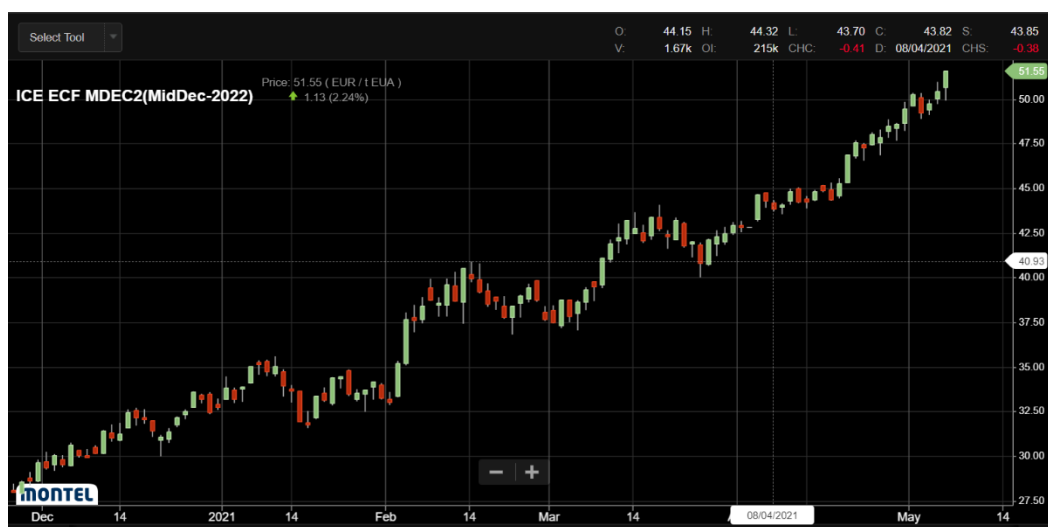 Select Tool
O: 44.15 H: 44.32 L: 43.70 C: 43.82 S: 43.85
V: 1.67k OI: 215k CHC: -0.41 D: 08/04/2021 CHS: -0.38
ICE ECF MDEC2(MidDec-2022)
Price: 51.55 ( EUR / t EUA )
1.13 (2.24%)
51.55
50.00
47.50
45.00
42.50
40.93
40.00
37.50
35.00
32.50
30.00
27.50
MONTEL
Dec 14 2021 14 Feb 14 Mar 14 08/04/2021 May 14